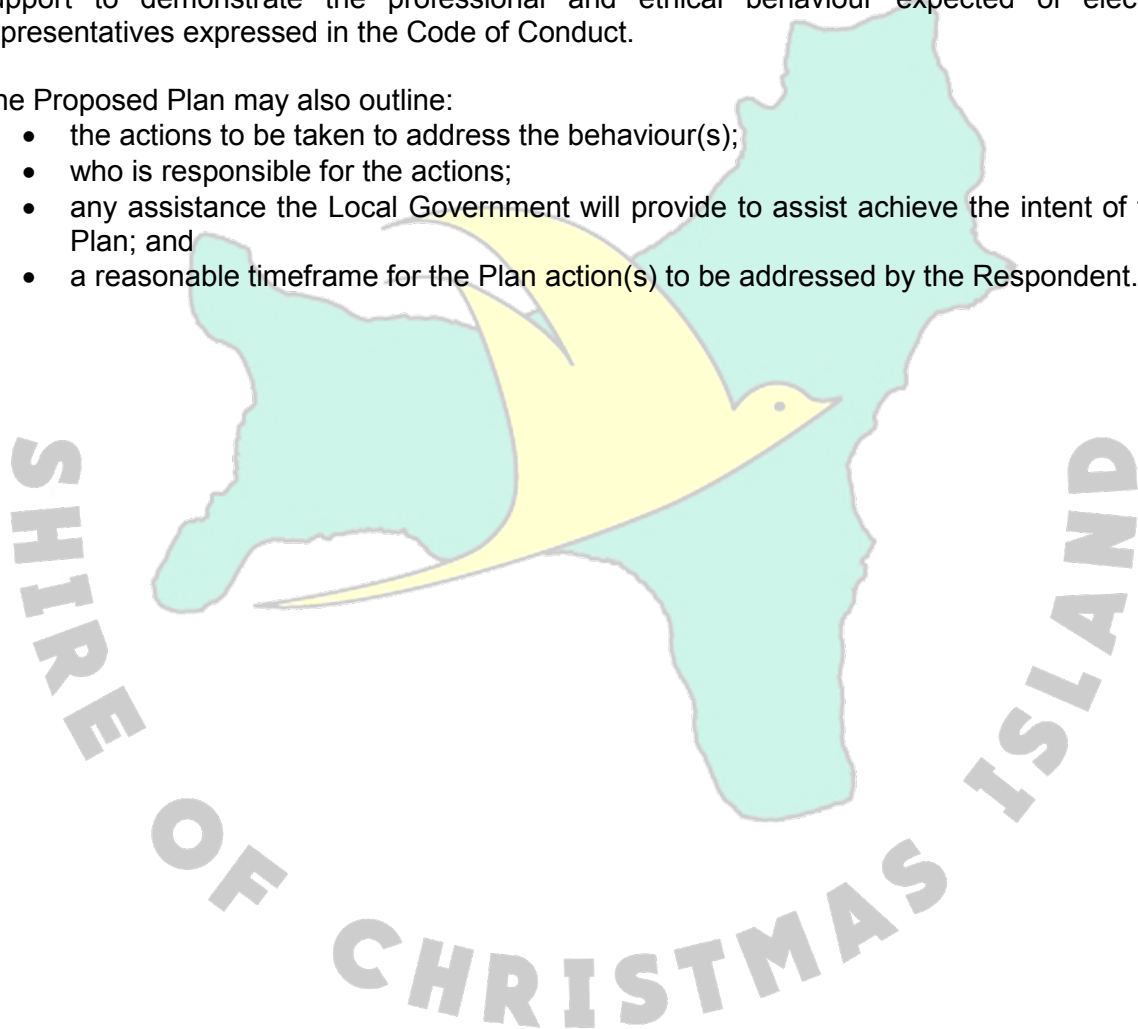 upport to demonstrate the professional and ethical behaviour expected of elec
presentatives expressed in the Code of Conduct.
he Proposed Plan may also outline:
• the actions to be taken to address the behaviour(s);
• who is responsible for the actions;
• any assistance the Local Government will provide to assist achieve the intent of
Plan; and
• a reasonable timeframe for the Plan action(s) to be addressed by the Respondent.
SHIRE OF CHRISTMAS ISLAND